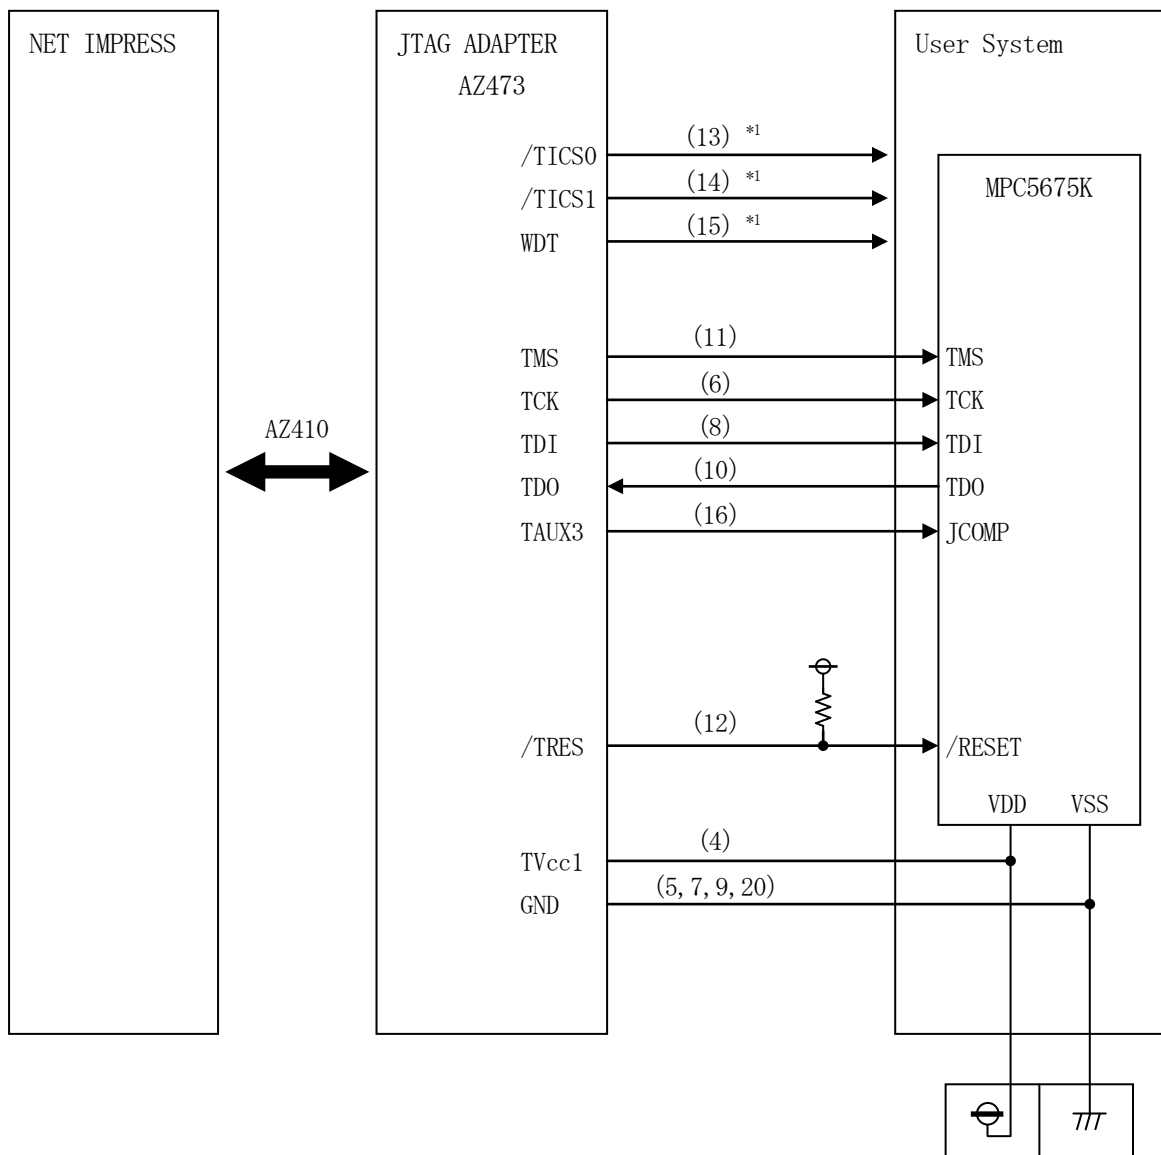 NET IMPRESS
JTAG ADAPTER
AZ473
User System
/TICS0
(13) *1
/TICS1
(14) *1
WDT
(15) *1
MPC5675K
TMS
(11)
TMS
TCK
(6)
TCK
AZ410
TDI
(8)
TDI
TDO
(10)
TDO
TAUX3
(16)
JCOMP
/TRES
(12)
/RESET
VDD
VSS
TVcc1
(4)
GND
(5,7,9,20)